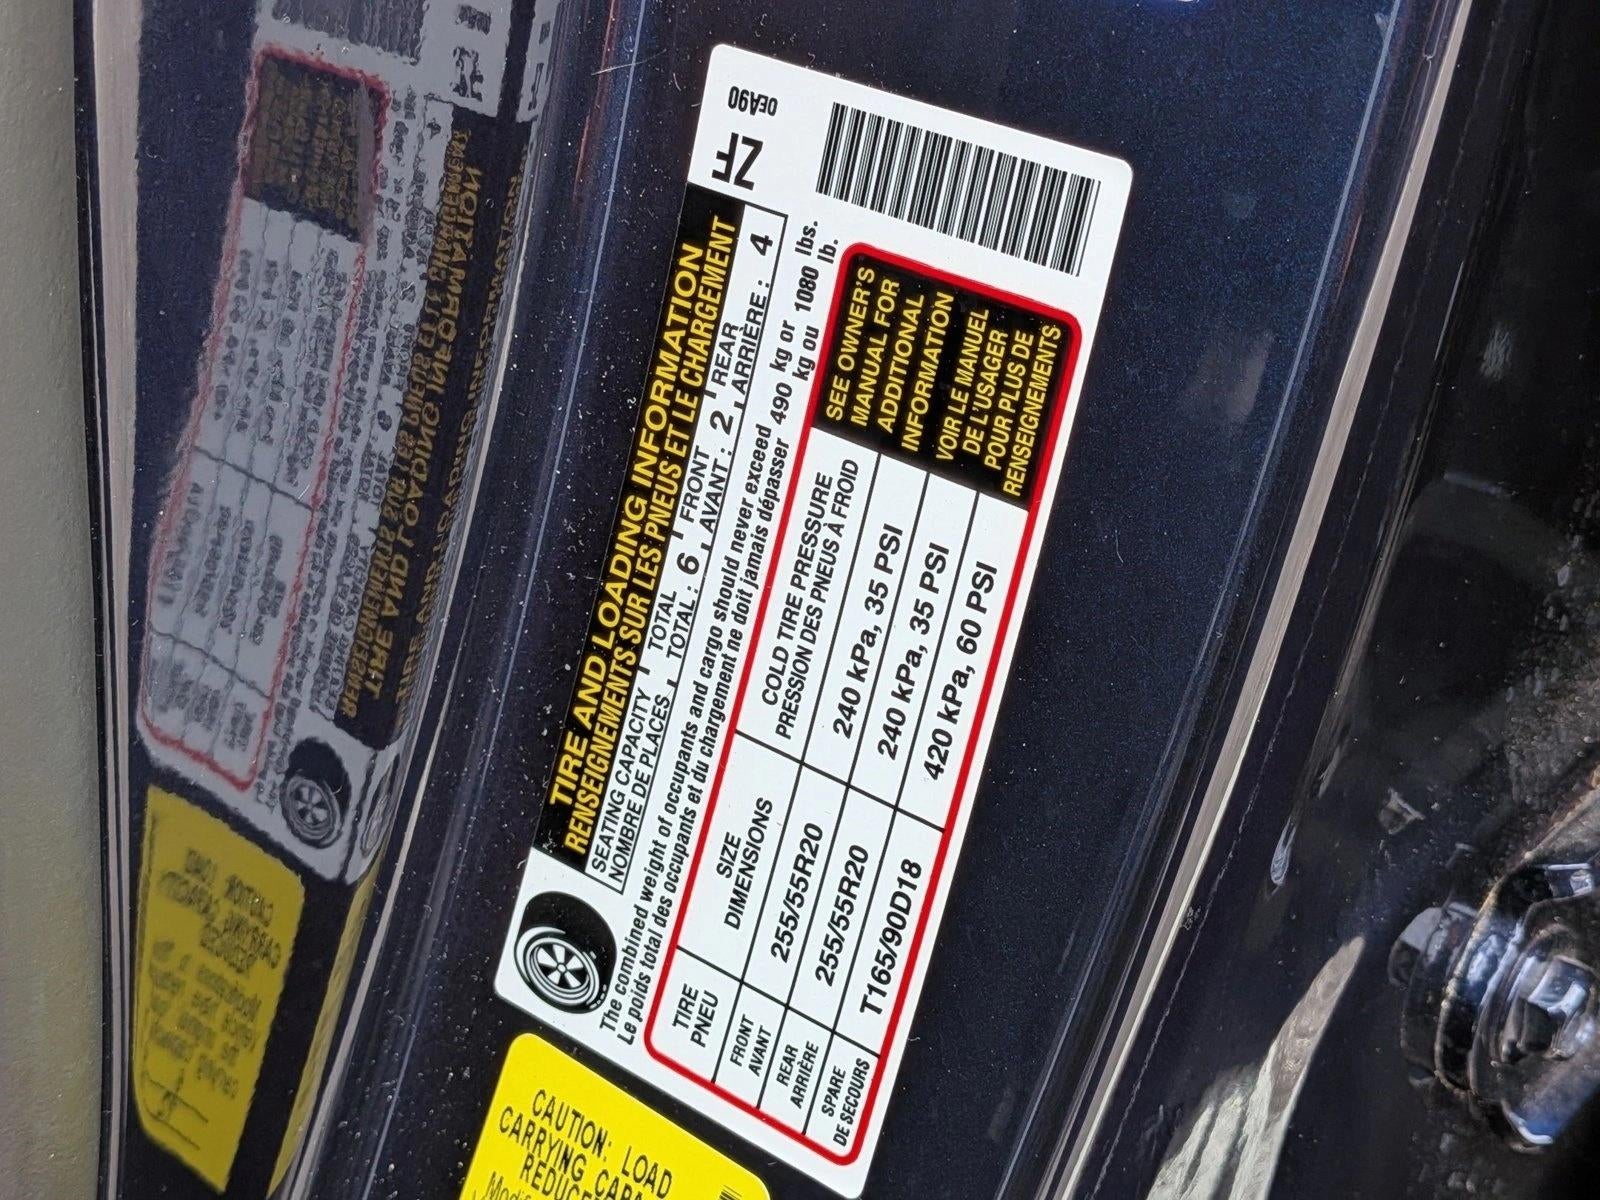 ZF
0EA90
TIRE AND LOADING INFORMATION
RENSEIGNEMENTS SUR LES PNEUS ET LE CHARGEMENT
SEATING CAPACITY TOTAL FRONT REAR
NOMBRE DE PLACES TOTAL : 6 AVANT : 2 ARRIÈRE : 4
The combined weight of occupants and cargo should never exceed 490 kg or 1080 lbs.
Le poids total des occupants et du chargement ne doit jamais dépasser kg ou lb.
TIRE SIZE COLD TIRE PRESSURE
PNEU DIMENSIONS PRESSION DES PNEUS À FROID
FRONT
AVANT 255/55R20 240 kPa, 35 PSI
REAR
ARRIÈRE 255/55R20 240 kPa, 35 PSI
SPARE
DE SECOURS T165/90D18 420 kPa, 60 PSI
SEE OWNER'S
MANUAL FOR
ADDITIONAL
INFORMATION
VOIR LE MANUEL
DE L'USAGER
POUR PLUS DE
RENSEIGNEMENTS
CAUTION: LOAD
CARRYING